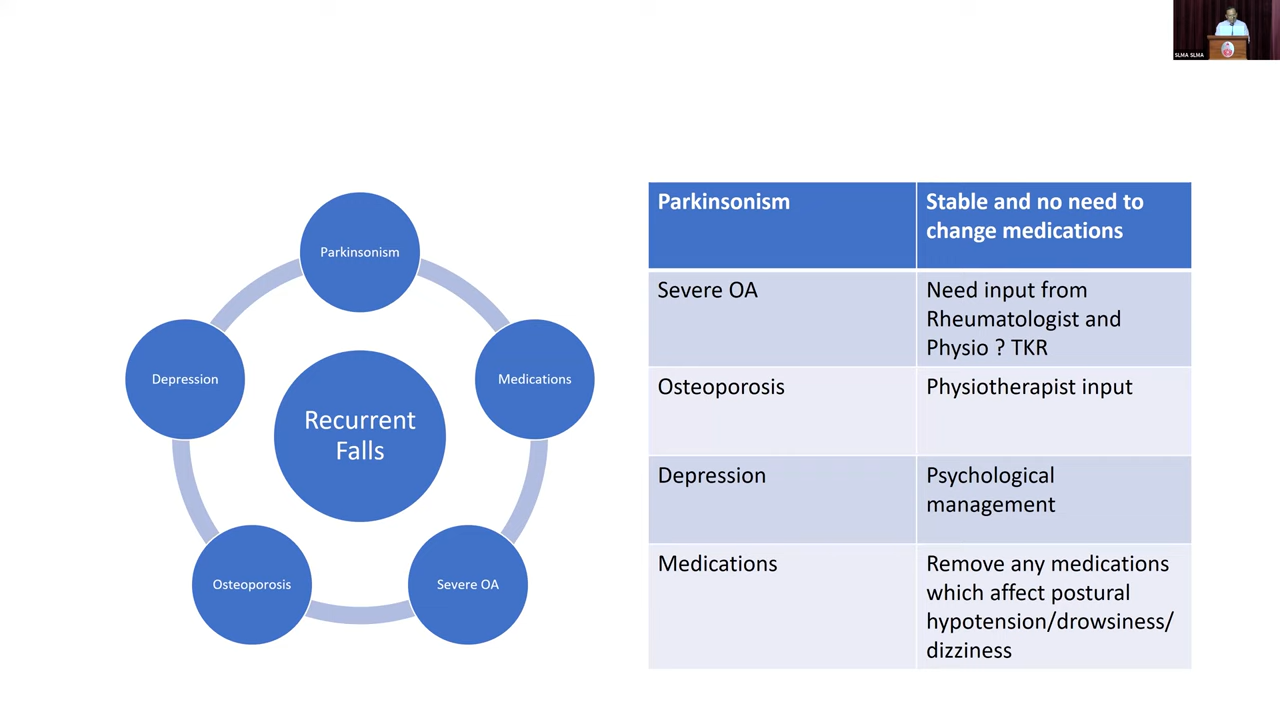 SLMA SLMA
Parkinsonism
Depression
Medications
Recurrent
Falls
Osteoporosis
Severe OA
Parkinsonism
Stable and no need to
change medications
Severe OA
Need input from
Rheumatologist and
Physio ? TKR
Osteoporosis
Physiotherapist input
Depression
Psychological
management
Medications
Remove any medications
which affect postural
hypotension/drowsiness/
dizziness